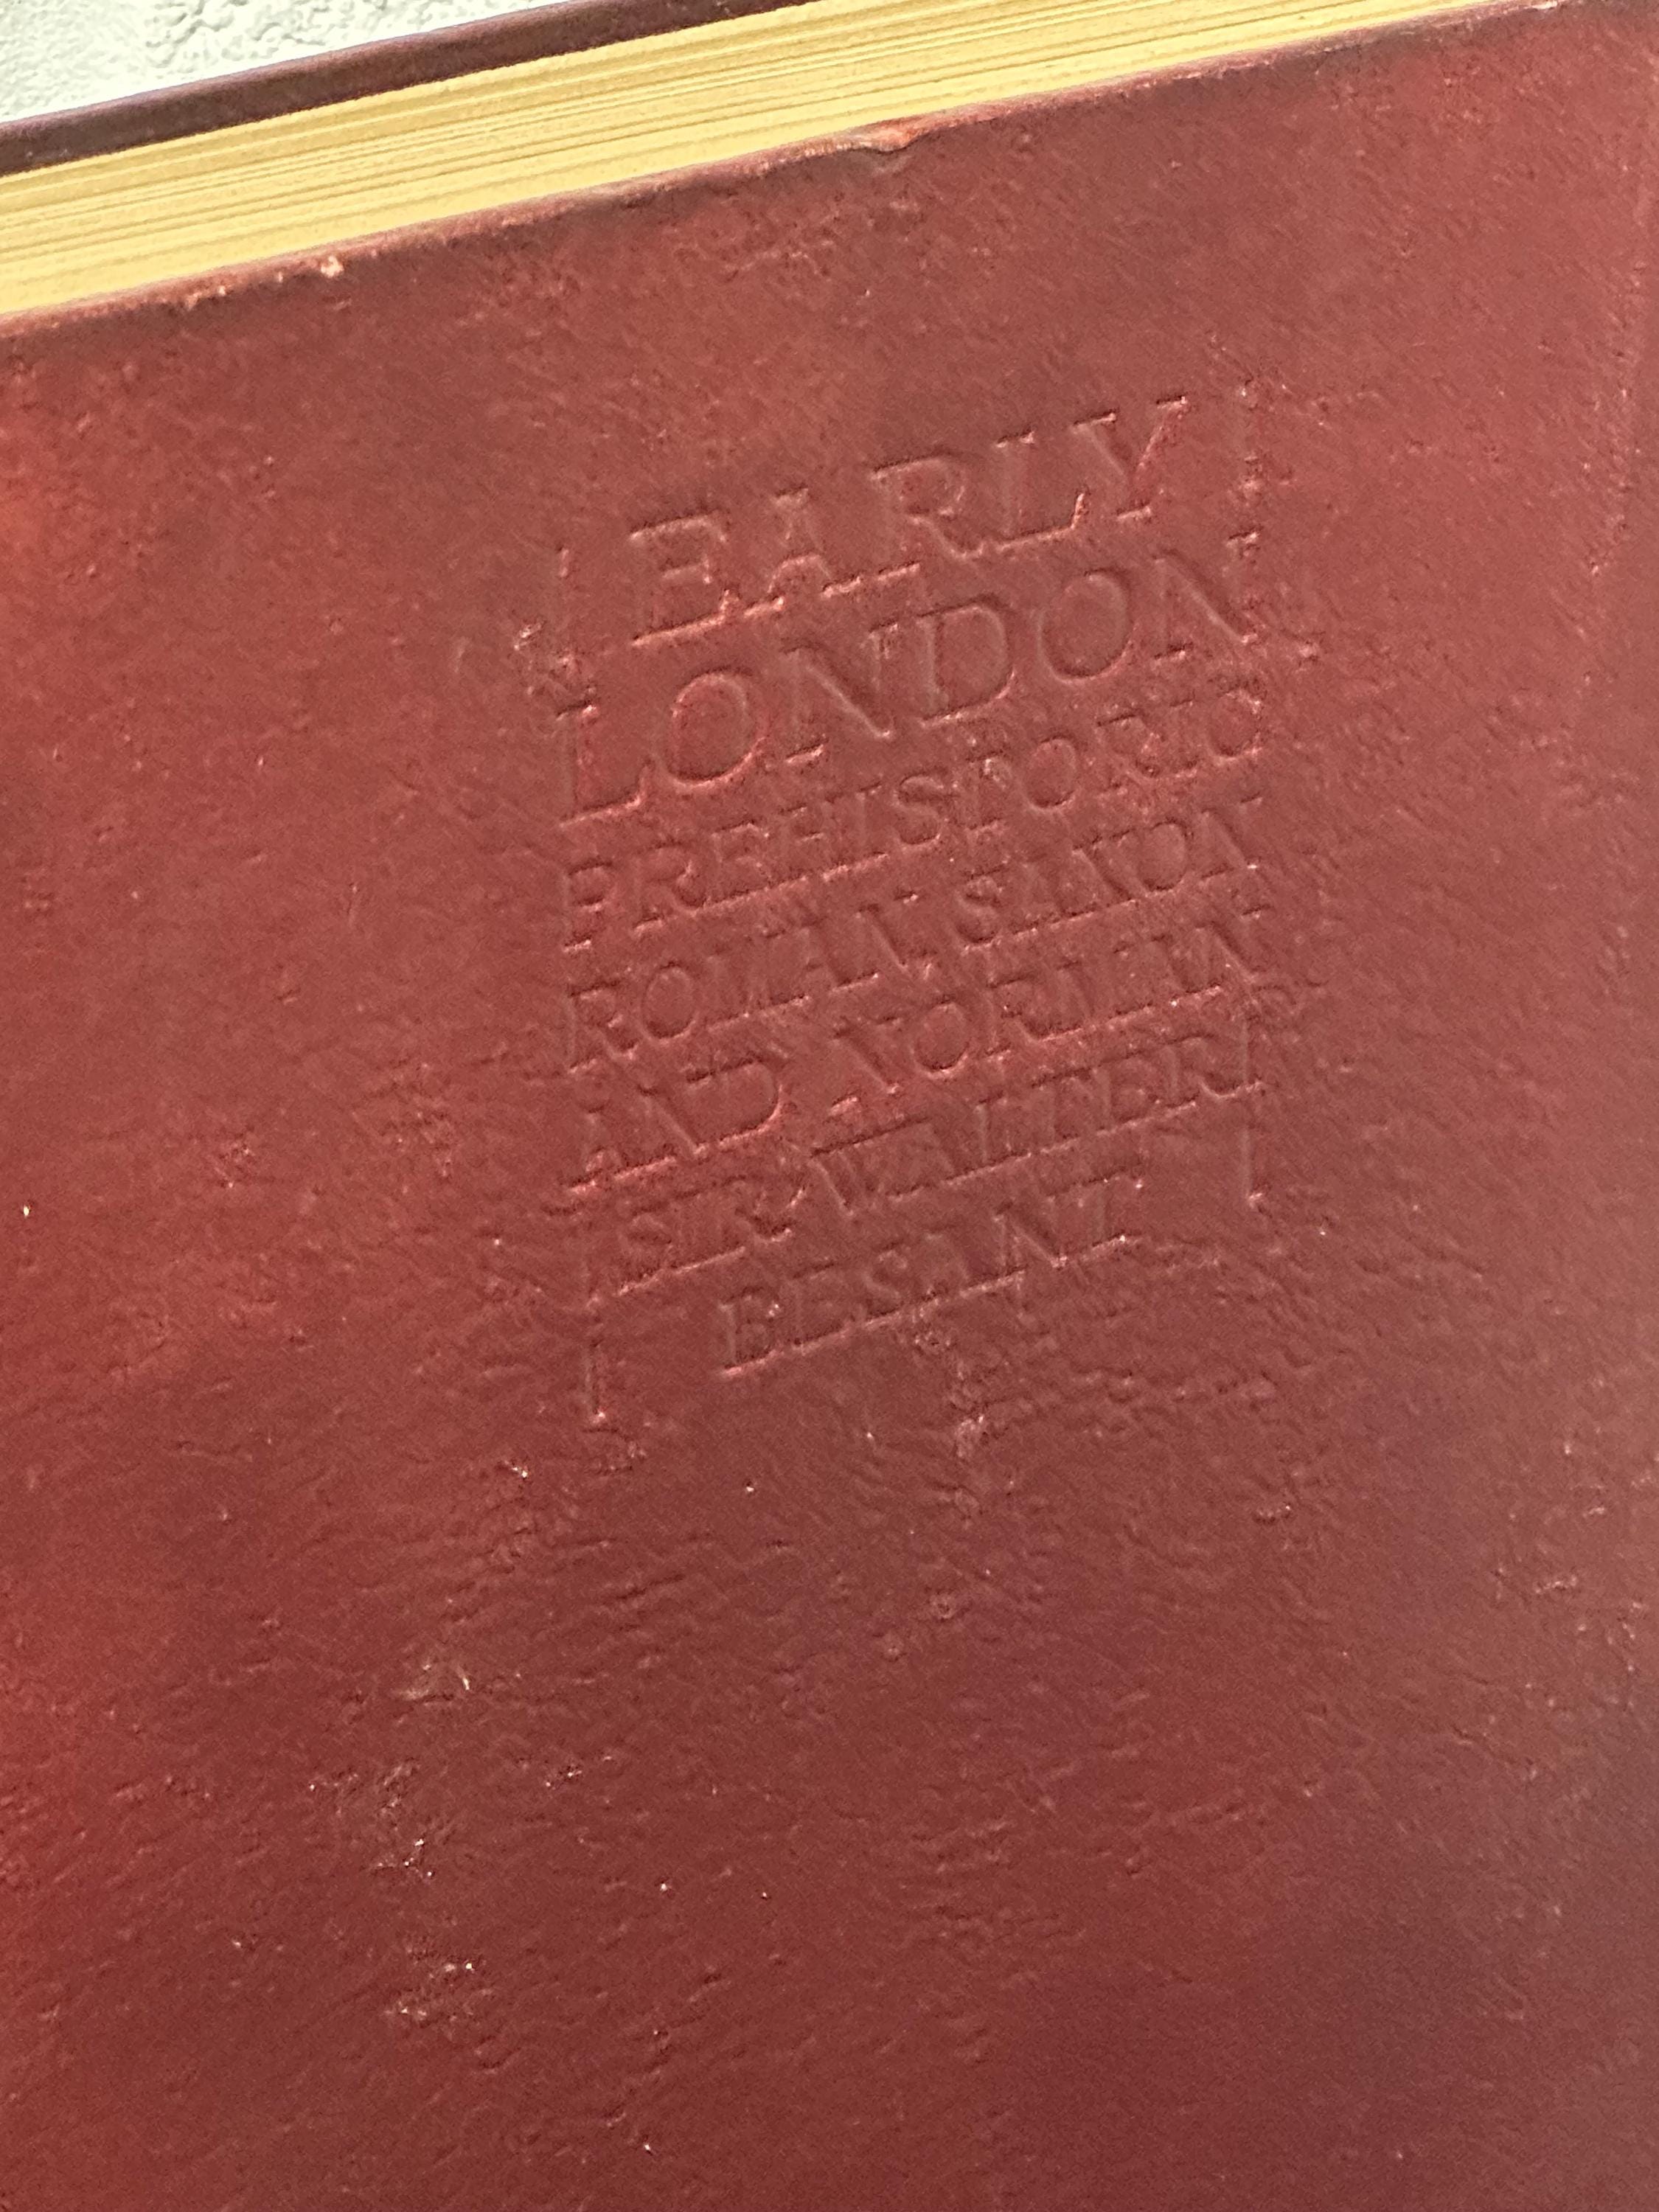 EARLY
LONDON
PREHISTORIC
ROMAN, SAXON
AND NORMAN
SIR WALTER
BESANT